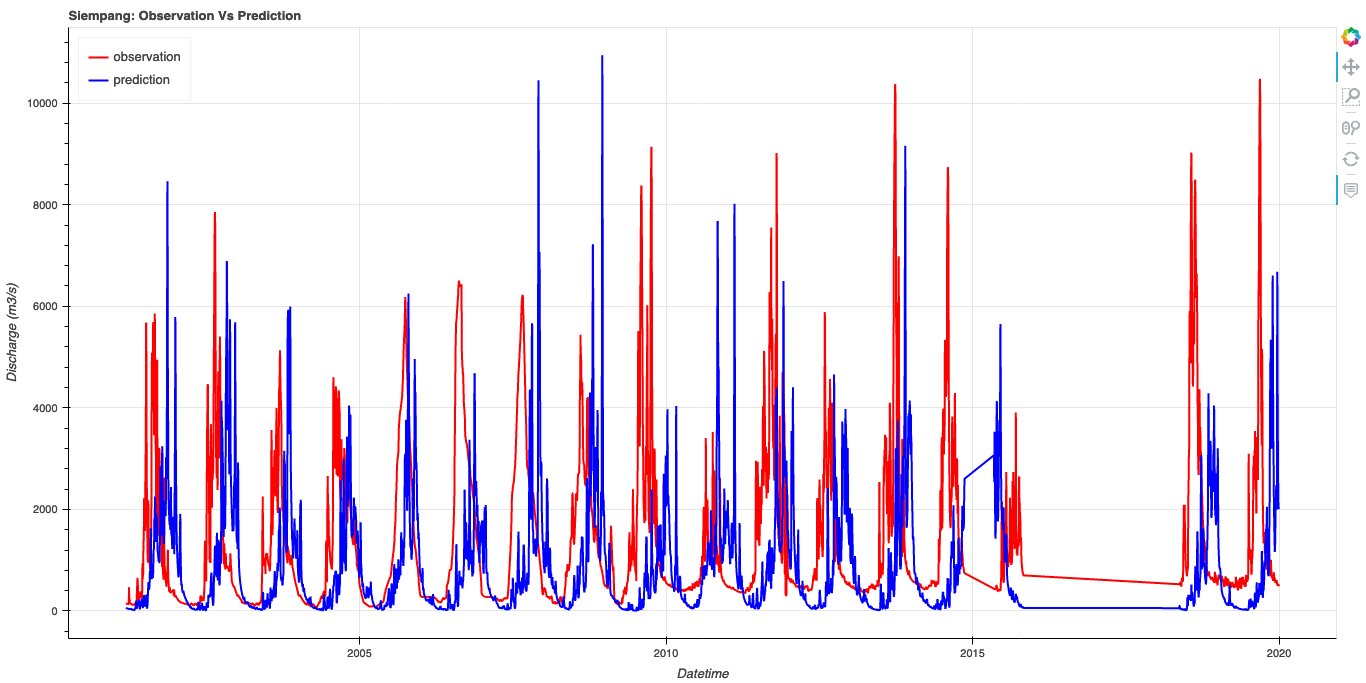 Siempang: Observation Vs Prediction
observation
prediction
10000
8000
6000
4000
2000
0
Discharge (m3/s)
2005
2010
2015
2020
Datetime